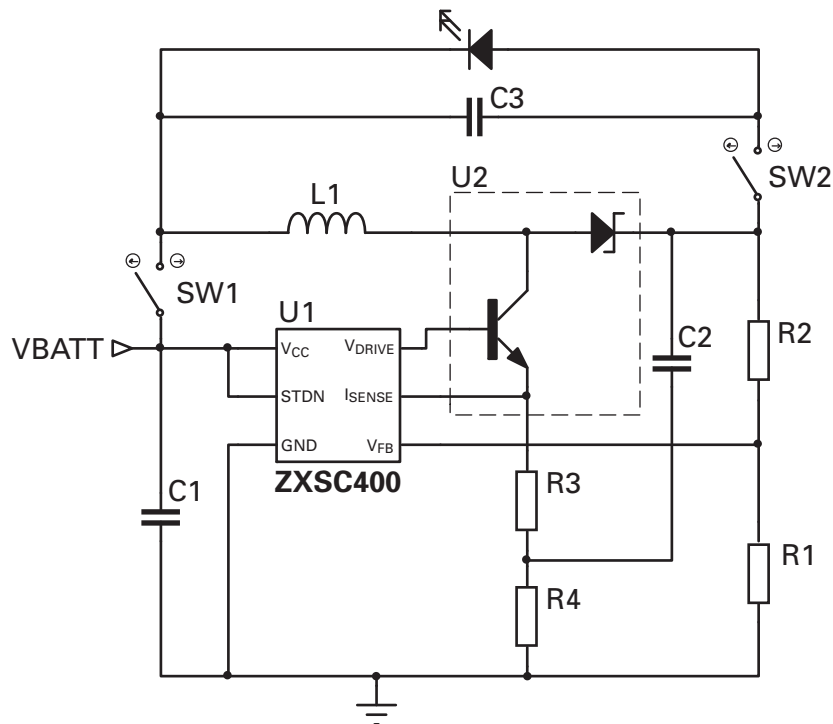 C3
SW2
U2
L1
SW1
U1
VBATT
VCC
VDRIVE
STDN
ISENSE
GND
VFB
ZXSC400
C2
R2
C1
R3
R1
R4